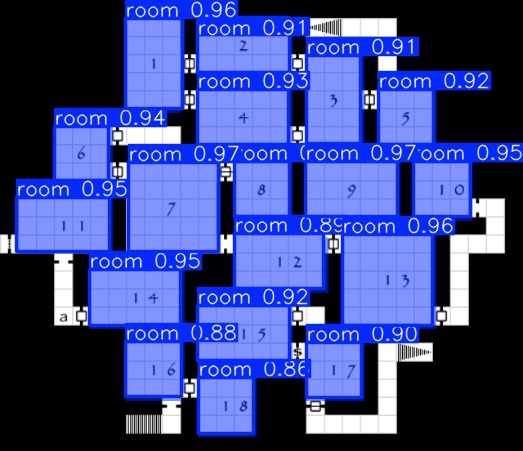 room 0.96
room 0.91
room 0.91
1
2
room 0.93
room 0.92
3
4
5
room 0.94
room 0.97
room 0.97
room 0.95
6
room 0.95
7
8
9
10
11
room 0.89
room 0.96
12
13
room 0.95
14
a
room 0.92
15
room 0.88
room 0.90
s
16
room 0.86
17
18